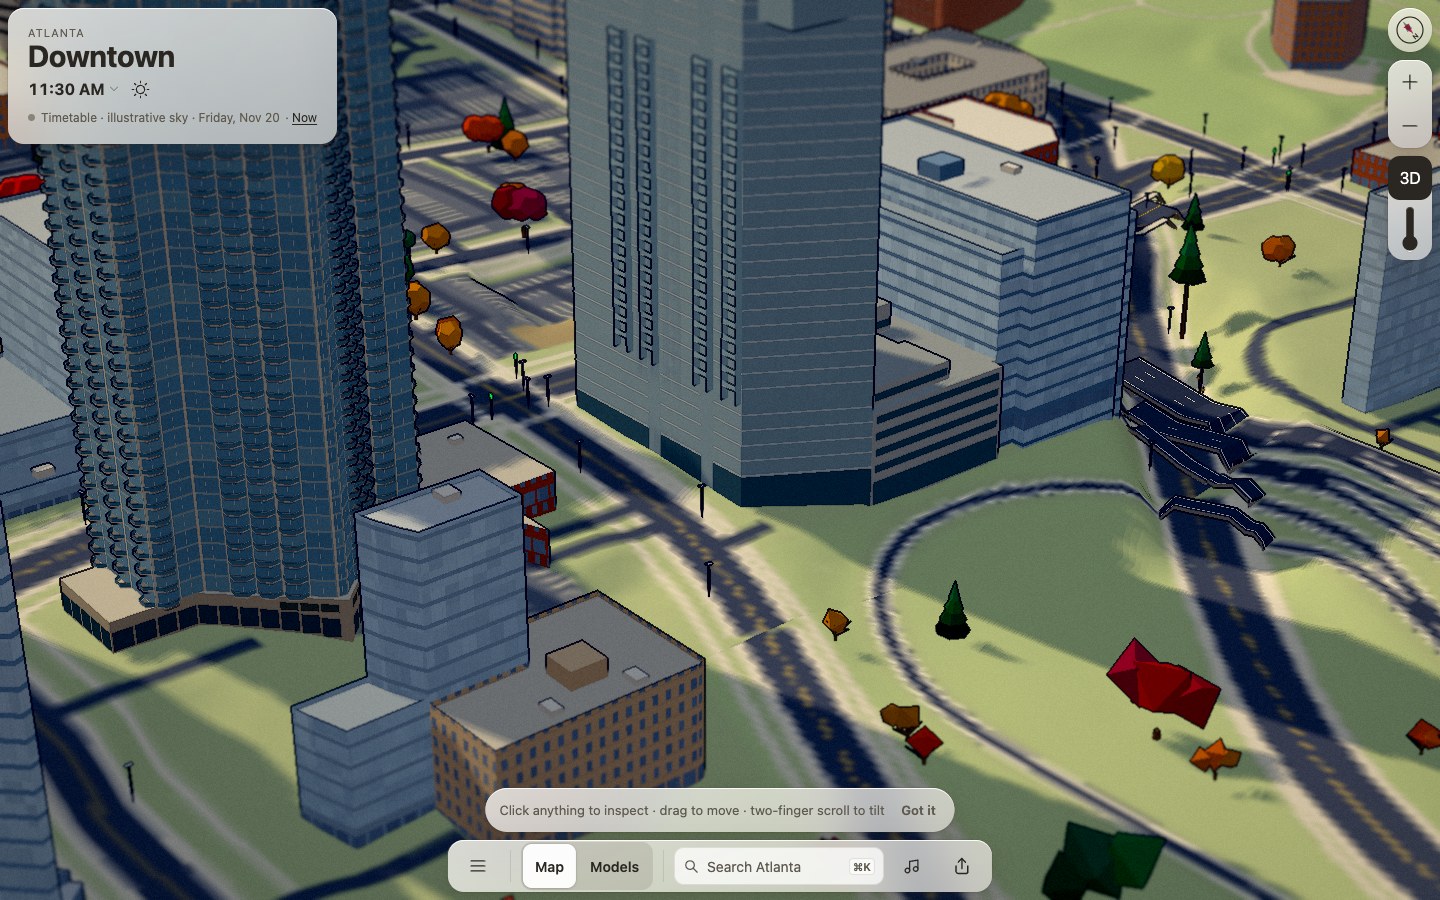 ATLANTA
Downtown
11:30 AM
Timetable · illustrative sky · Friday, Nov 20 · Now
N
3D
Click anything to inspect · drag to move · two-finger scroll to tilt Got it
Map Models Search Atlanta ⌘K